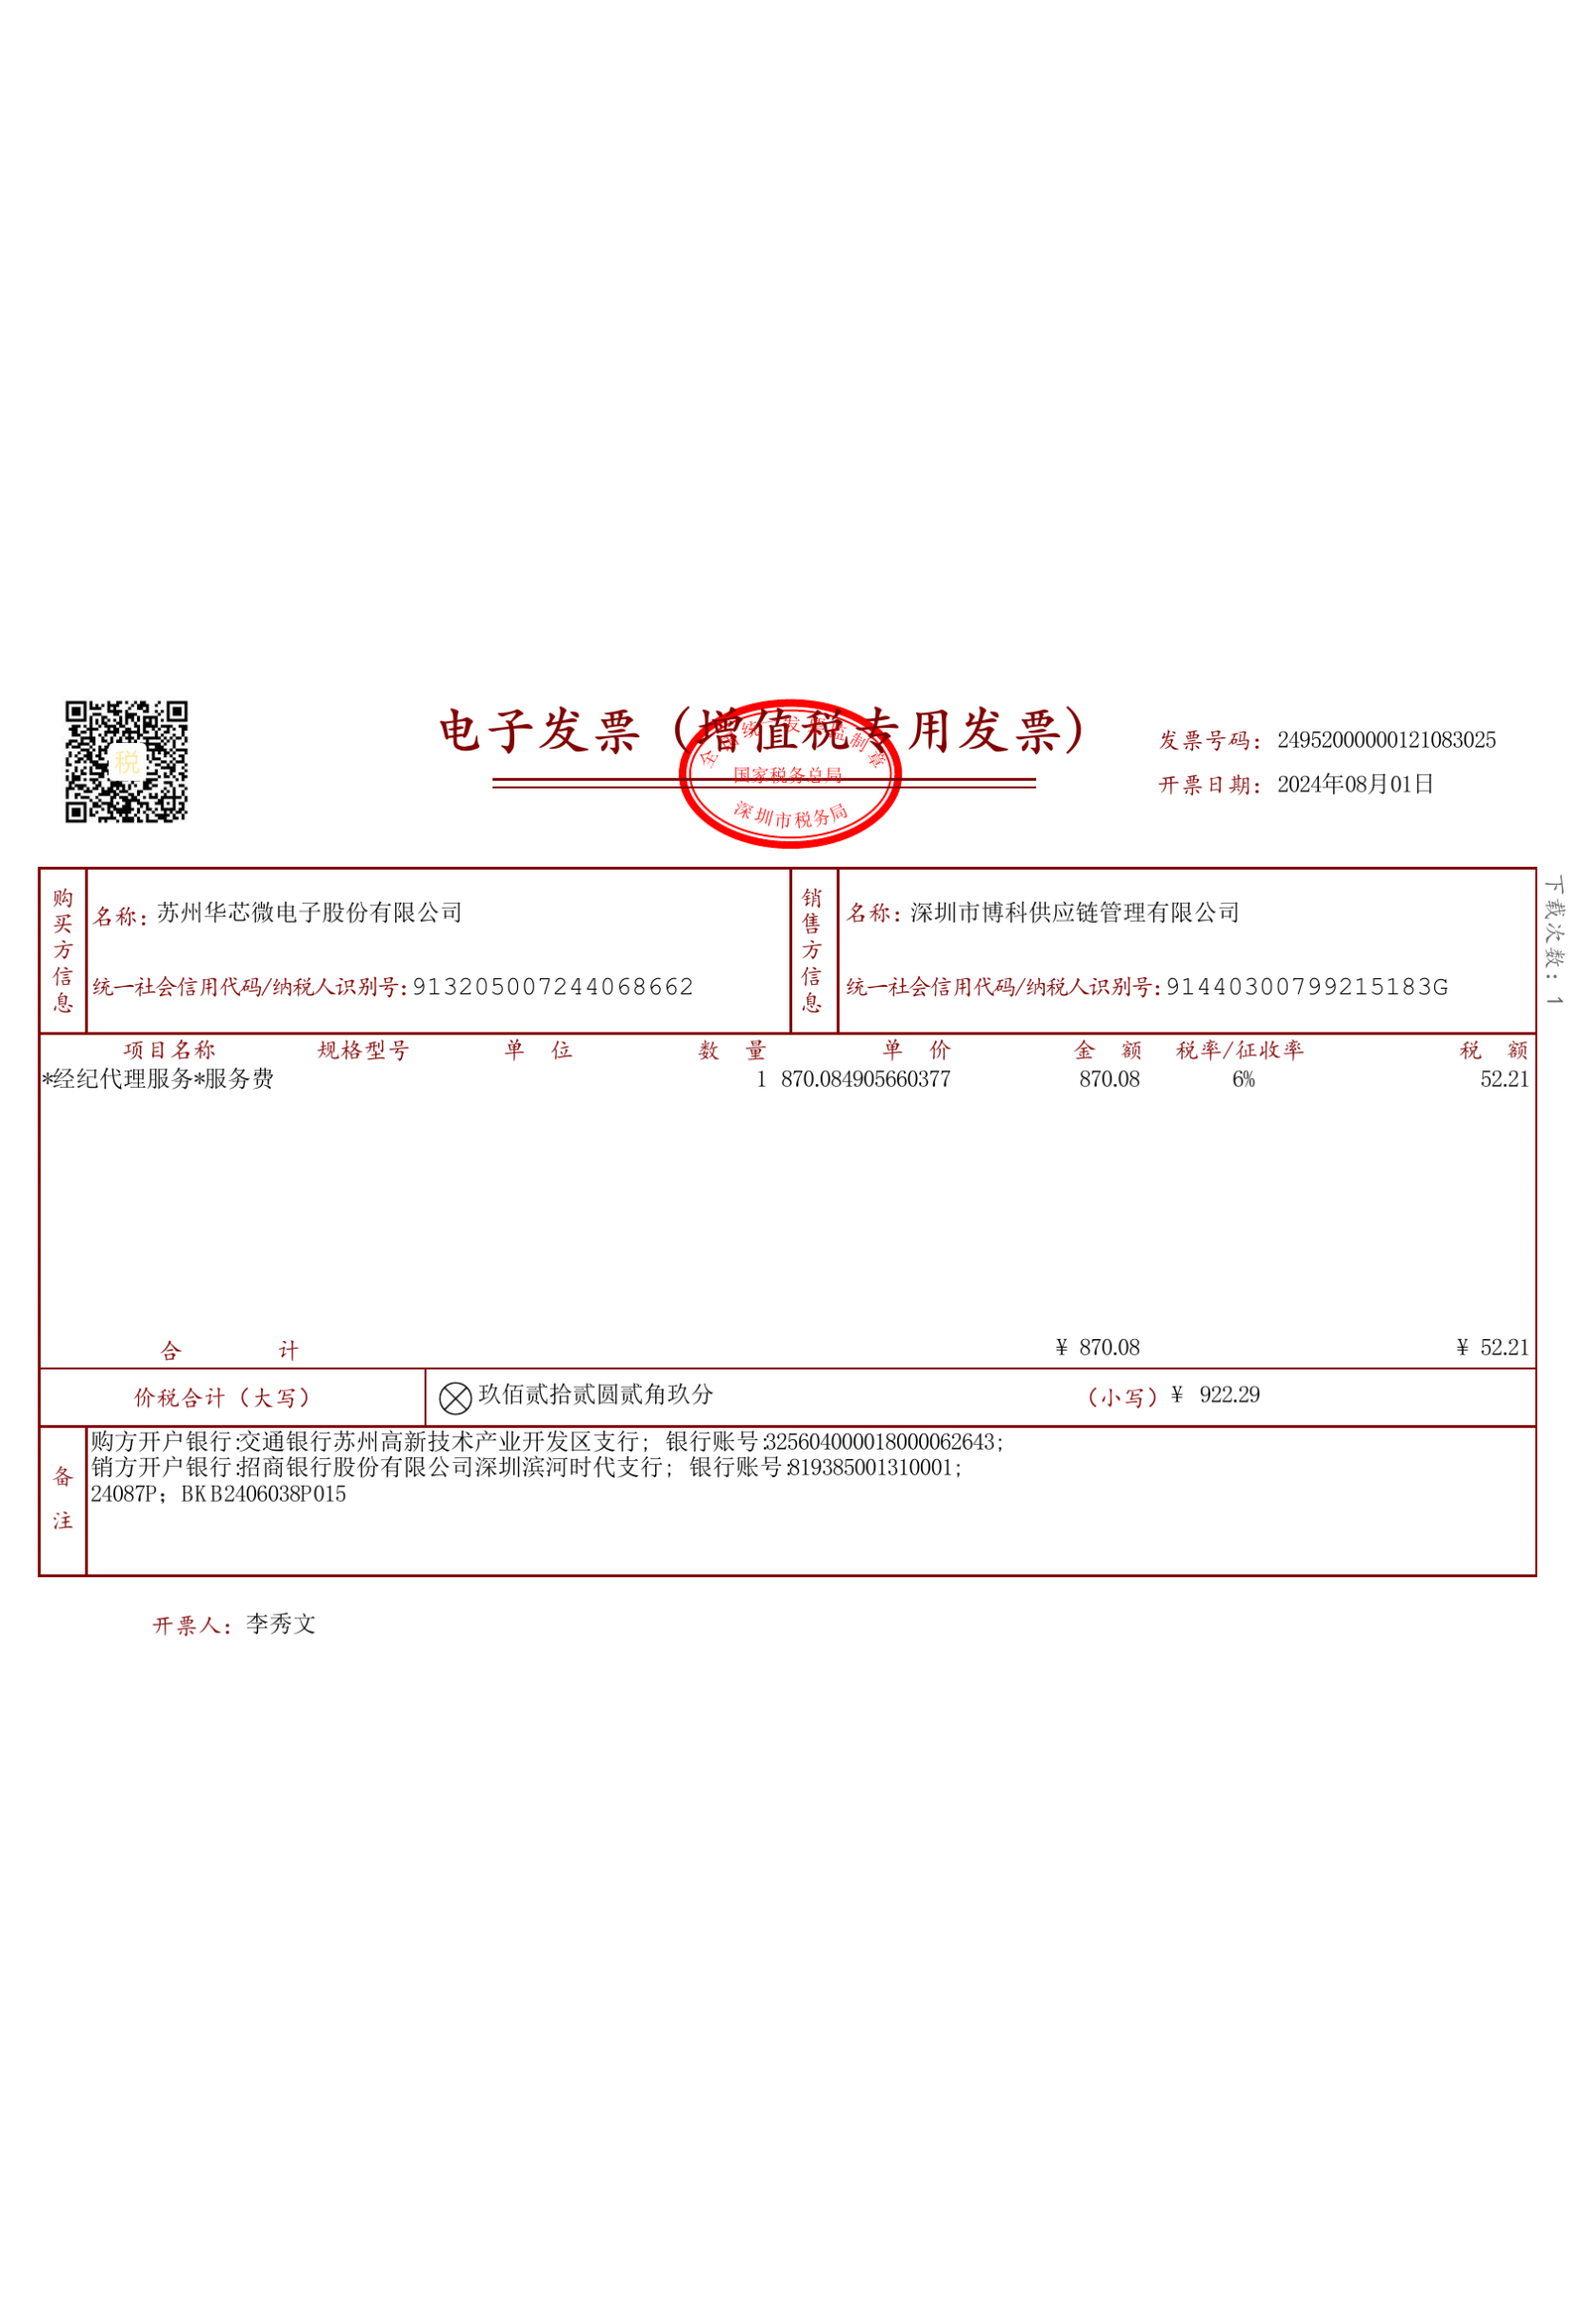 税
电子发票（增值税专用发票）
全国统一发票监制章
国家税务总局
深圳市税务局
发票号码：24952000000121083025
开票日期：2024年08月01日
下载次数：1
购买方信息
名称：苏州华芯微电子股份有限公司
统一社会信用代码/纳税人识别号：913205007244068662
销售方信息
名称：深圳市博科供应链管理有限公司
统一社会信用代码/纳税人识别号：91440300799215183G
项目名称 规格型号 单 位 数 量 单 价 金 额 税率/征收率 税 额
*经纪代理服务*服务费 1 870.084905660377 870.08 6% 52.21
合 计 ¥ 870.08 ¥ 52.21
价税合计（大写） 玖佰贰拾贰圆贰角玖分 （小写）¥ 922.29
备注
购方开户银行:交通银行苏州高新技术产业开发区支行； 银行账号:325604000018000062643;
销方开户银行:招商银行股份有限公司深圳滨河时代支行； 银行账号:819385001310001;
24087P；BKB2406038P015
开票人：李秀文